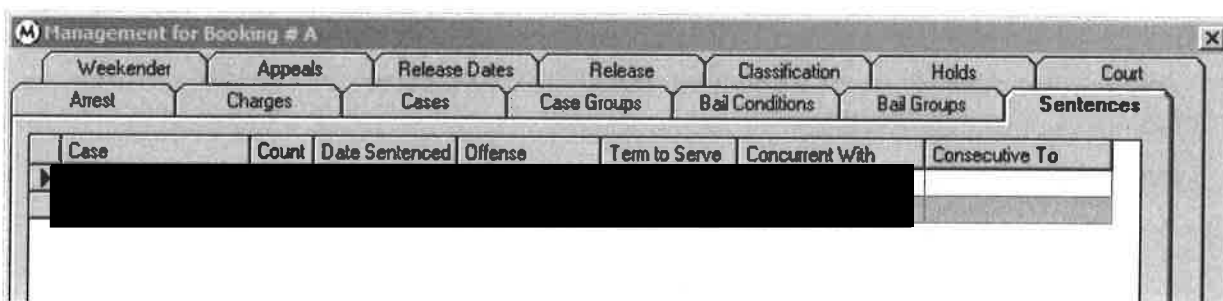 M Management for Booking # A
Weekender Appeals Release Dates Release Classification Holds Court
Arrest Charges Cases Case Groups Bail Conditions Bail Groups Sentences
Case Count Date Sentenced Offense Term to Serve Concurrent With Consecutive To